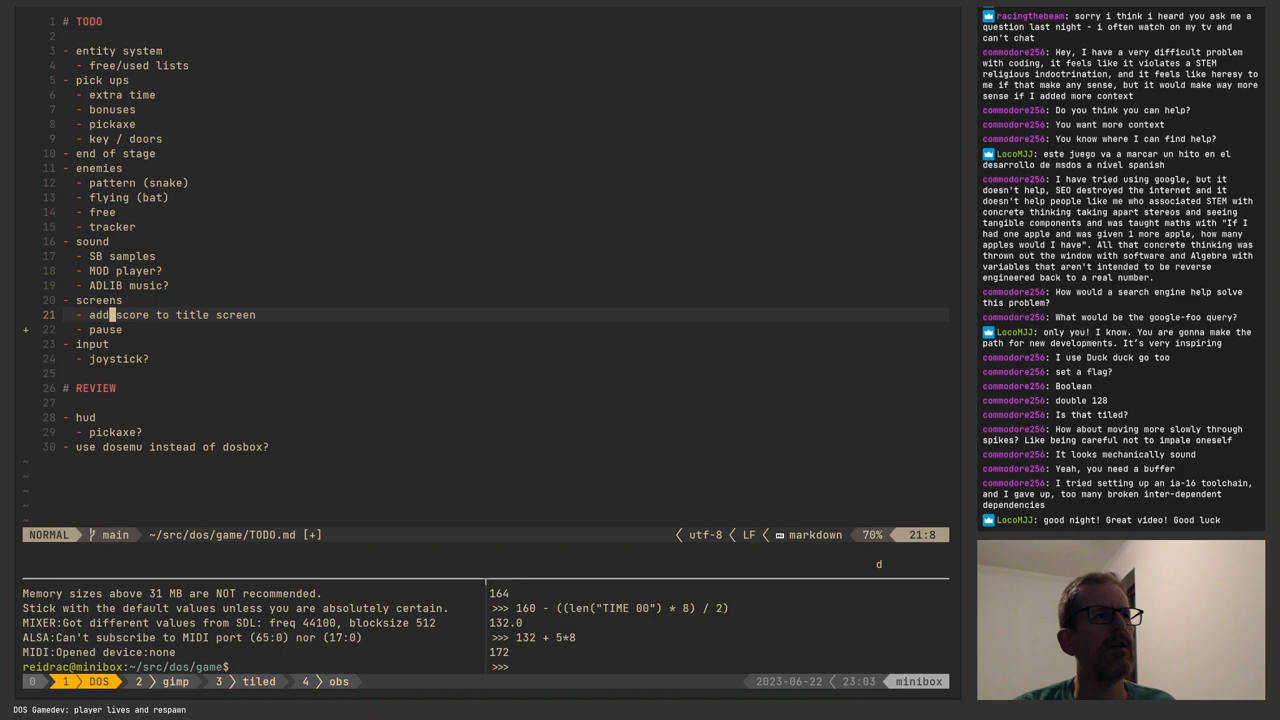 1 # TODO
2
3 - entity system
4 - free/used lists
5 - pick ups
6 - extra time
7 - bonuses
8 - pickaxe
9 - key / doors
10 - end of stage
11 - enemies
12 - pattern (snake)
13 - flying (bat)
14 - free
15 - tracker
16 - sound
17 - SB samples
18 - MOD player?
19 - ADLIB music?
20 - screens
21 - add score to title screen
+ 22 - pause
23 - input
24 - joystick?
25
26 # REVIEW
27
28 - hud
29 - pickaxe?
30 - use dosemu instead of dosbox?
~
~
~
~
~
NORMAL main ~/src/dos/game/TODO.md [+] utf-8 LF markdown 70% 21:8
d
Memory sizes above 31 MB are NOT recommended.
Stick with the default values unless you are absolutely certain.
MIXER:Got different values from SDL: freq 44100, blocksize 512
ALSA:Can't subscribe to MIDI port (65:0) nor (17:0)
MIDI:Opened device:none
reidrac@minibox:~/src/dos/game$
164
>>> 160 - ((len("TIME 00") * 8) / 2)
132.0
>>> 132 + 5*8
172
>>>
0 1 DOS 2 gimp 3 tiled 4 obs 2023-06-22 23:03 minibox
DOS Gamedev: player lives and respawn
racingthebeam: sorry i think i heard you ask me a
question last night - i often watch on my tv and
can't chat
commodore256: Hey, I have a very difficult problem
with coding, it feels like it violates a STEM
religious indoctrination, and it feels like heresy to
me if that make any sense, but it would make way more
sense if I added more context
commodore256: Do you think you can help?
commodore256: You want more context
commodore256: You know where I can find help?
LocoMJJ: este juego va a marcar un hito en el
desarrollo de msdos a nivel spanish
commodore256: I have tried using google, but it
doesn't help, SEO destroyed the internet and it
doesn't help people like me who associated STEM with
concrete thinking taking apart stereos and seeing
tangible components and was taught maths with "If I
had one apple and was given 1 more apple, how many
apples would I have". All that concrete thinking was
thrown out the window with software and Algebra with
variables that aren't intended to be reverse
engineered back to a real number.
commodore256: How would a search engine help solve
this problem?
commodore256: What would be the google-foo query?
LocoMJJ: only you! I know. You are gonna make the
path for new developments. It's very inspiring
commodore256: I use Duck duck go too
commodore256: set a flag?
commodore256: Boolean
commodore256: double 128
commodore256: Is that tiled?
commodore256: How about moving more slowly through
spikes? Like being careful not to impale oneself
commodore256: It looks mechanically sound
commodore256: Yeah, you need a buffer
commodore256: I tried setting up an ia-16 toolchain,
and I gave up, too many broken inter-dependent
dependencies
LocoMJJ: good night! Great video! Good luck